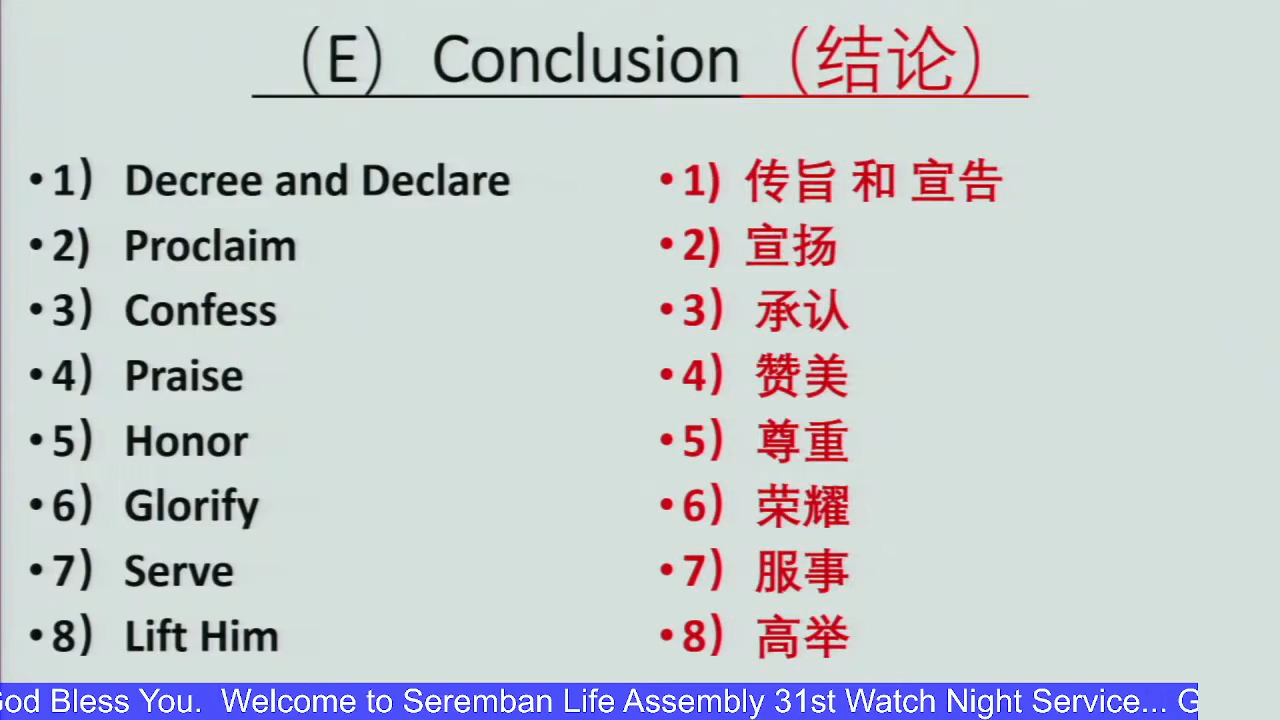 （E） Conclusion（结论）
•1） Decree and Declare
•2) Proclaim
•3） Confess
•4） Praise
•5） Honor
•6） Glorify
•7） Serve
•8） Lift Him
•1) 传旨 和 宣告
•2) 宣扬
•3） 承认
•4） 赞美
•5） 尊重
•6） 荣耀
•7） 服事
•8） 高举
God Bless You. Welcome to Seremban Life Assembly 31st Watch Night Service... G